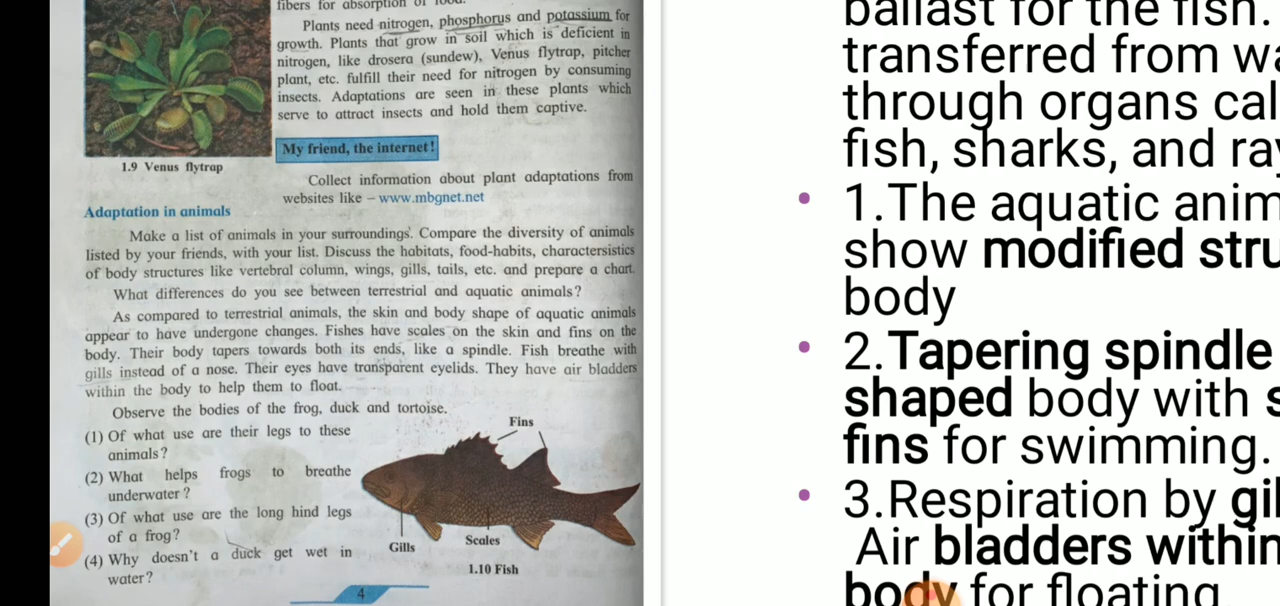 fibers for absorption of food.
Plants need nitrogen, phosphorus and potassium for
growth. Plants that grow in soil which is deficient in
nitrogen, like drosera (sundew), Venus flytrap, pitcher
plant, etc. fulfill their need for nitrogen by consuming
insects. Adaptations are seen in these plants which
serve to attract insects and hold them captive.
1.9 Venus flytrap
My friend, the internet!
Collect information about plant adaptations from
websites like – www.mbgnet.net
Adaptation in animals
Make a list of animals in your surroundings. Compare the diversity of animals
listed by your friends, with your list. Discuss the habitats, food-habits, charactersistics
of body structures like vertebral column, wings, gills, tails, etc. and prepare a chart.
What differences do you see between terrestrial and aquatic animals?
As compared to terrestrial animals, the skin and body shape of aquatic animals
appear to have undergone changes. Fishes have scales on the skin and fins on the
body. Their body tapers towards both its ends, like a spindle. Fish breathe with
gills instead of a nose. Their eyes have transparent eyelids. They have air bladders
within the body to help them to float.
Observe the bodies of the frog, duck and tortoise.
(1) Of what use are their legs to these
animals?
(2) What helps frogs to breathe
underwater?
(3) Of what use are the long hind legs
of a frog?
(4) Why doesn't a duck get wet in
water?
Fins
Gills
Scales
1.10 Fish
4
ballast for the fish.
transferred from wa
through organs cal
fish, sharks, and ray
• 1.The aquatic anim
show modified stru
body
• 2.Tapering spindle
shaped body with s
fins for swimming.
• 3.Respiration by gil
Air bladders within
body for floating